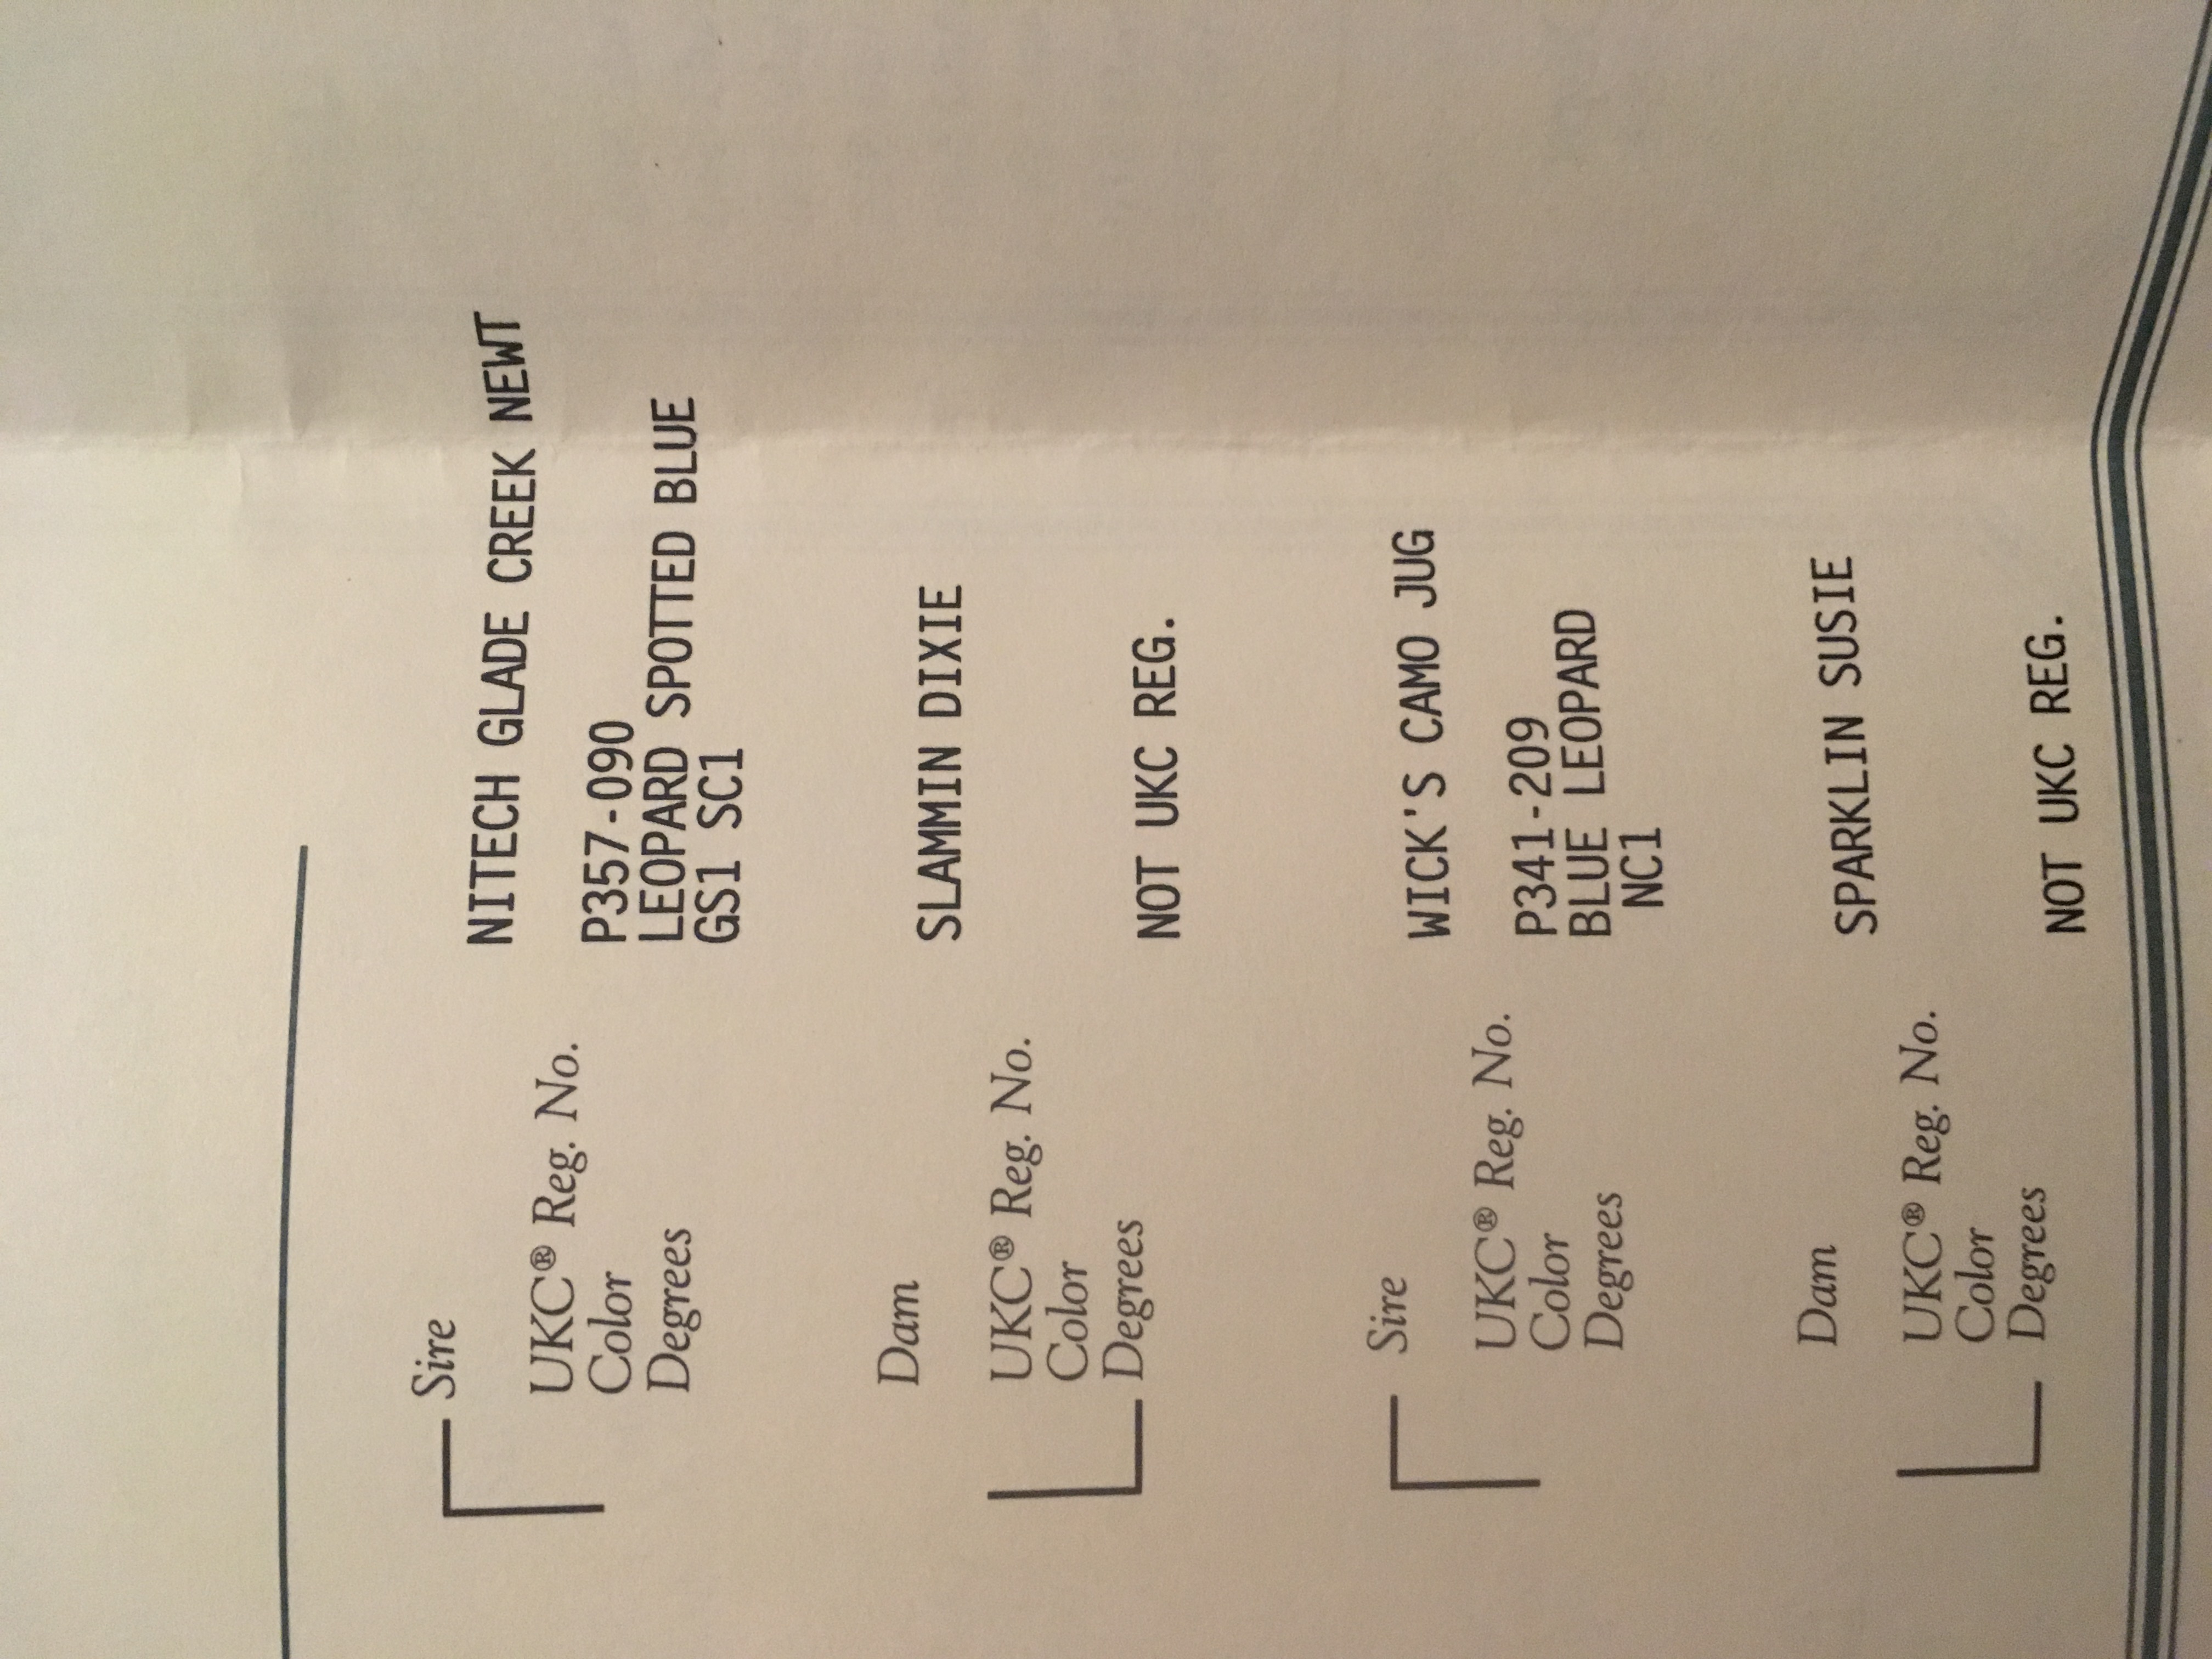 Sire NITECH GLADE CREEK NEWT
UKC® Reg. No. P357-090
Color LEOPARD SPOTTED BLUE
Degrees GS1 SC1
Dam SLAMMIN DIXIE
UKC® Reg. No.
Color
Degrees NOT UKC REG.
Sire WICK'S CAMO JUG
UKC® Reg. No. P341-209
Color BLUE LEOPARD
Degrees NC1
Dam SPARKLIN SUSIE
UKC® Reg. No.
Color
Degrees NOT UKC REG.